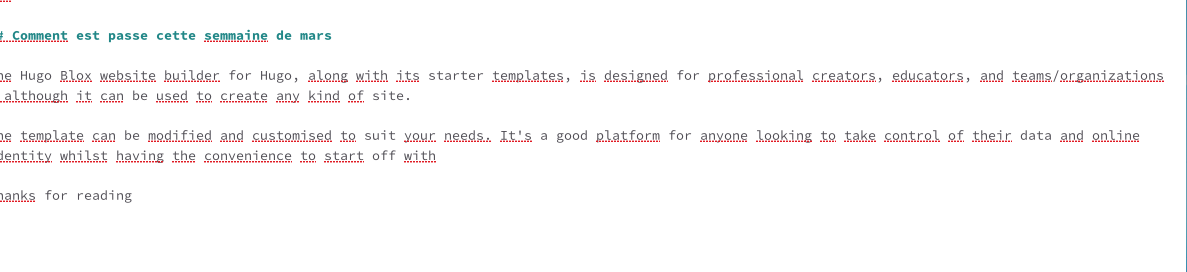 # Comment est passe cette semmaine de mars
he Hugo Blox website builder for Hugo, along with its starter templates, is designed for professional creators, educators, and teams/organizations
although it can be used to create any kind of site.
he template can be modified and customised to suit your needs. It's a good platform for anyone looking to take control of their data and online
dentity whilst having the convenience to start off with
hanks for reading